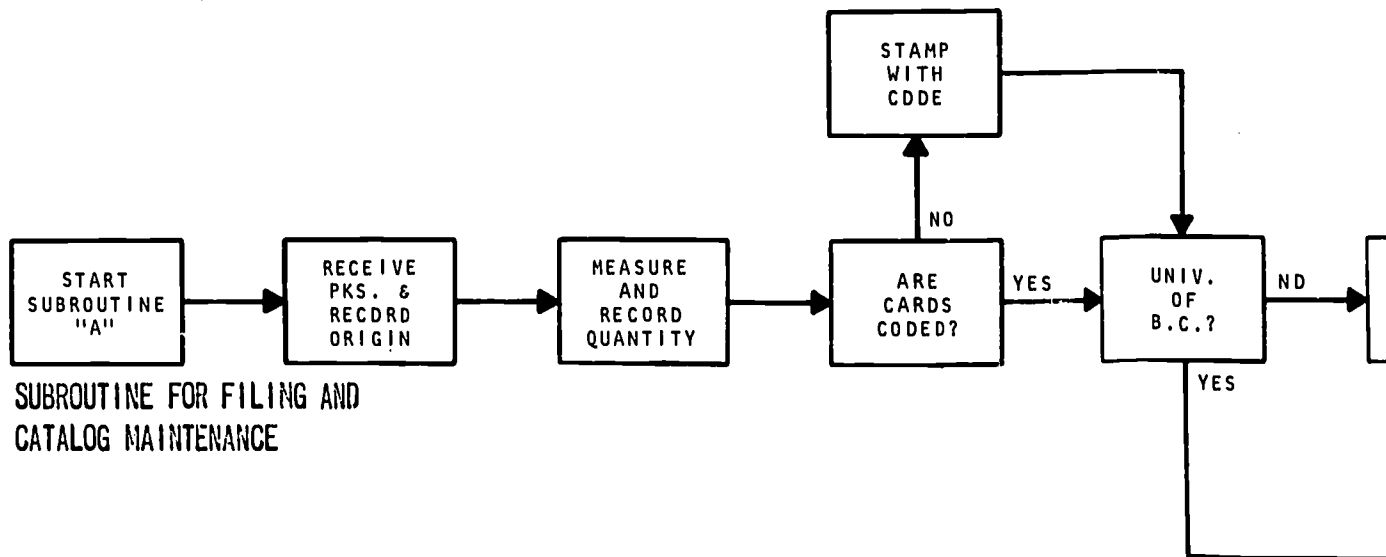 STAMP
WITH
CDDE
NO
START
SUBROUTINE
"A"
RECEIVE
PKS. &
RECDRD
ORIGIN
MEASURE
AND
RECORD
QUANTITY
ARE
CARDS
CODED?
YES
UNIV.
OF
B.C.?
ND
YES
SUBROUTINE FOR FILING AND
CATALOG MAINTENANCE